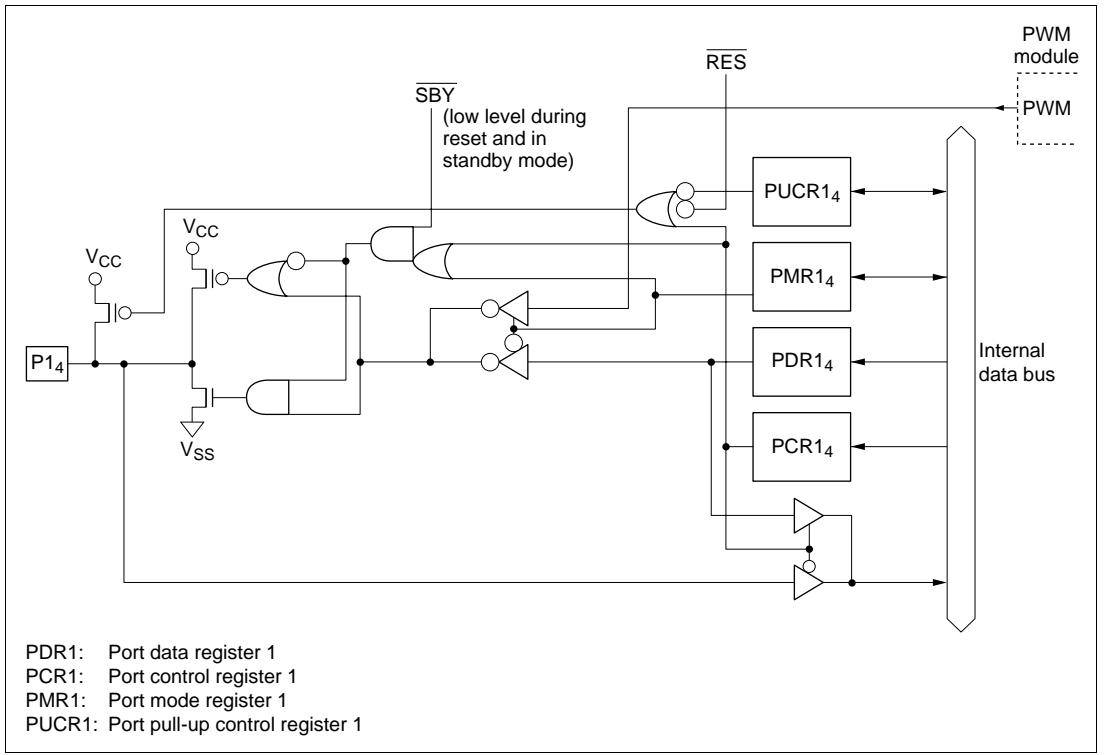 PWM
module
PWM
RES
SBY
(low level during
reset and in
standby mode)
PUCR14
VCC
VCC
PMR14
P14
PDR14
Internal
data bus
PCR14
VSS
PDR1: Port data register 1
PCR1: Port control register 1
PMR1: Port mode register 1
PUCR1: Port pull-up control register 1